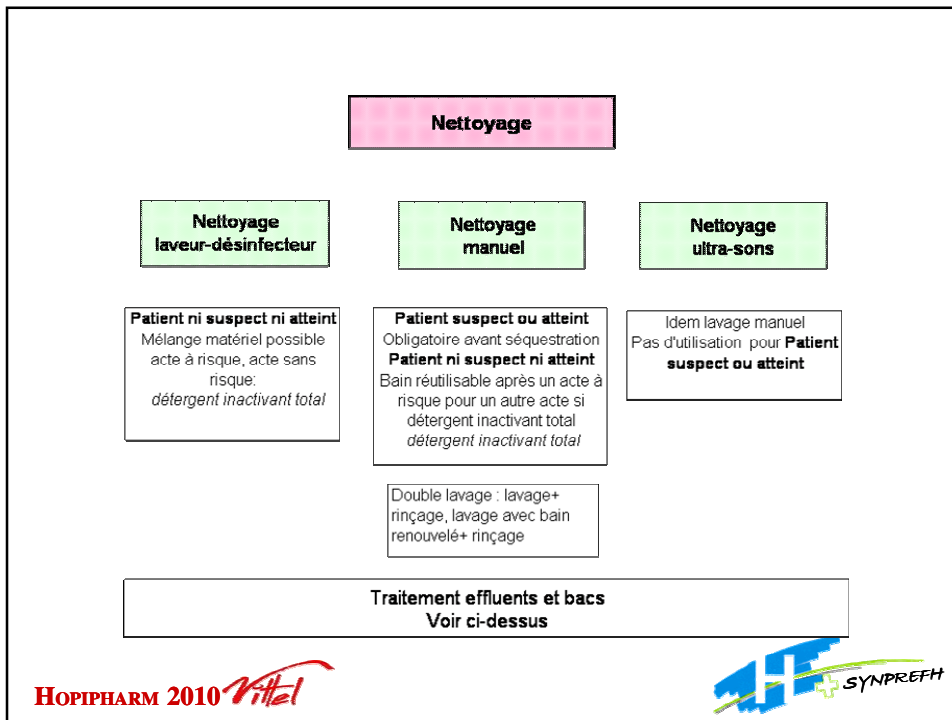 Nettoyage
Nettoyage
laveur-désinfecteur
Patient ni suspect ni atteint
Mélange matériel possible
acte à risque, acte sans
risque:
détergent inactivant total
Nettoyage
manuel
Patient suspect ou atteint
Obligatoire avant séquestration
Patient ni suspect ni atteint
Bain réutilisable après un acte à
risque pour un autre acte si
détergent inactivant total
détergent inactivant total
Double lavage : lavage+
rinçage, lavage avec bain
renouvelé+ rinçage
Nettoyage
ultra-sons
Idem lavage manuel
Pas d'utilisation pour Patient
suspect ou atteint
Traitement effluents et bacs
Voir ci-dessus
HOPIPHARM 2010 Vittel
H+ SYNPREFH